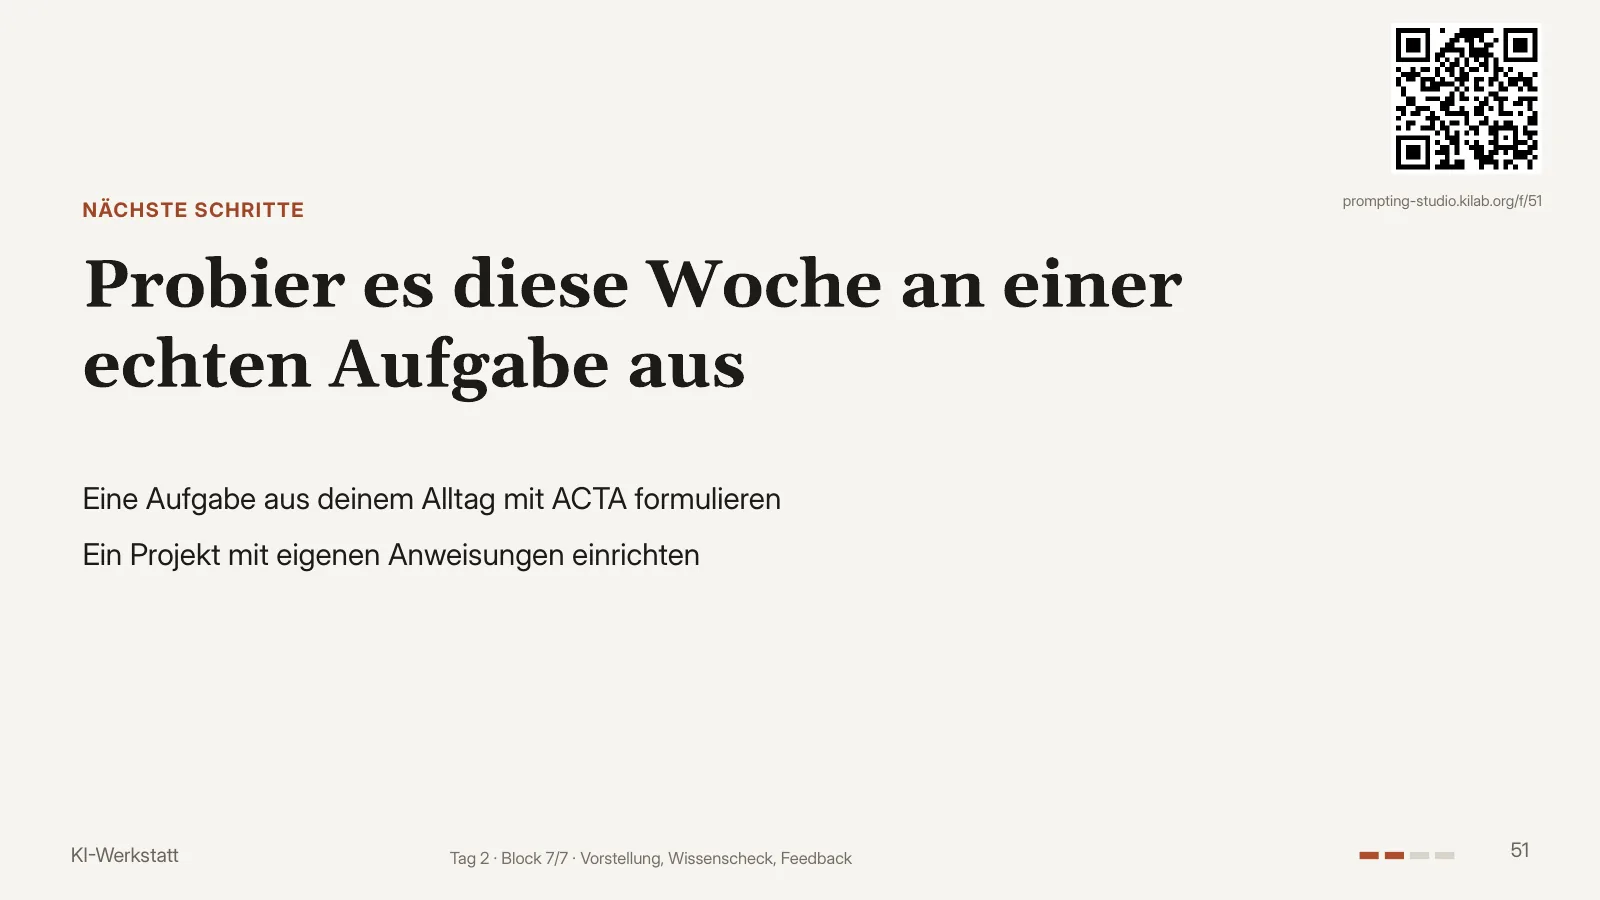 prompting-studio.kilab.org/f/51
NÄCHSTE SCHRITTE
Probier es diese Woche an einer
echten Aufgabe aus
Eine Aufgabe aus deinem Alltag mit ACTA formulieren
Ein Projekt mit eigenen Anweisungen einrichten
KI-Werkstatt
Tag 2 · Block 7/7 · Vorstellung, Wissenscheck, Feedback
51